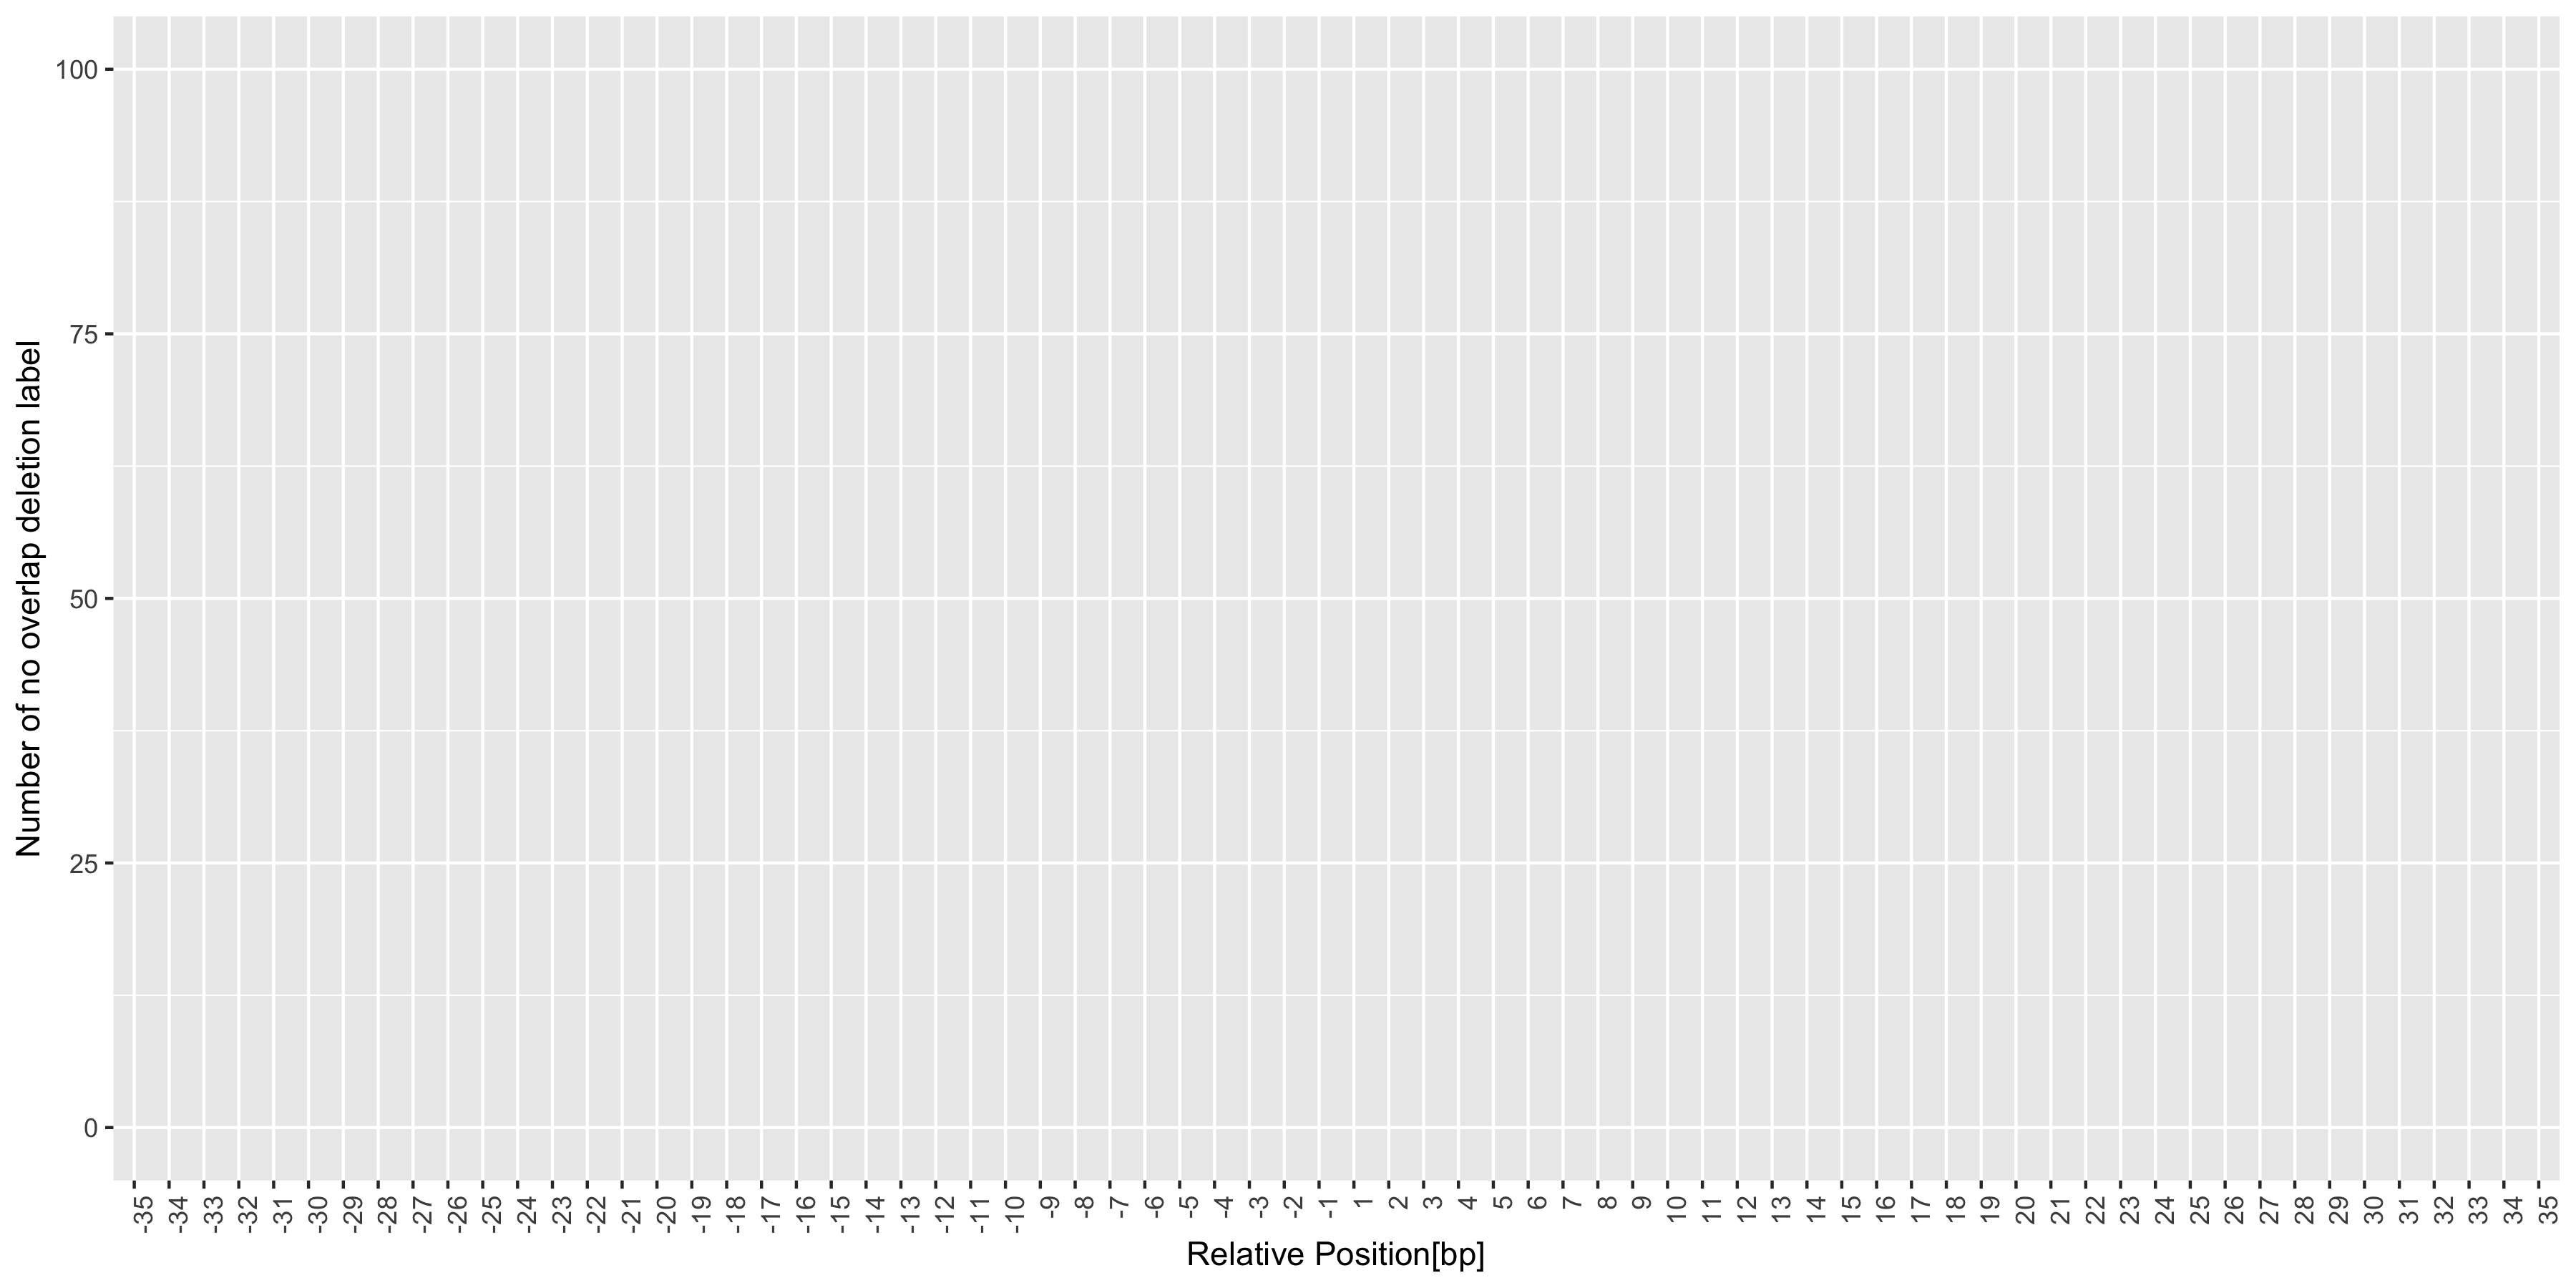 Number of no overlap deletion label
100
75
50
25
0
-35 -34 -33 -32 -31 -30 -29 -28 -27 -26 -25 -24 -23 -22 -21 -20 -19 -18 -17 -16 -15 -14 -13 -12 -11 -10 -9 -8 -7 -6 -5 -4 -3 -2 -1 1 2 3 4 5 6 7 8 9 10 11 12 13 14 15 16 17 18 19 20 21 22 23 24 25 26 27 28 29 30 31 32 33 34 35
Relative Position[bp]